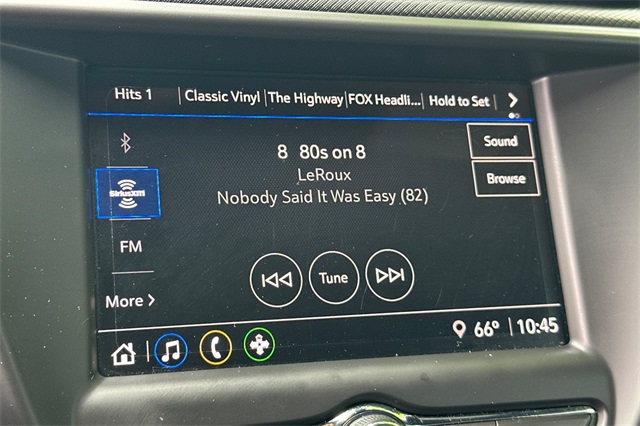 Hits 1 Classic Vinyl The Highway FOX Headli... Hold to Set
8 80s on 8
LeRoux
Nobody Said It Was Easy (82)
Sound
Browse
SiriusXM
FM
More
Tune
66° 10:45